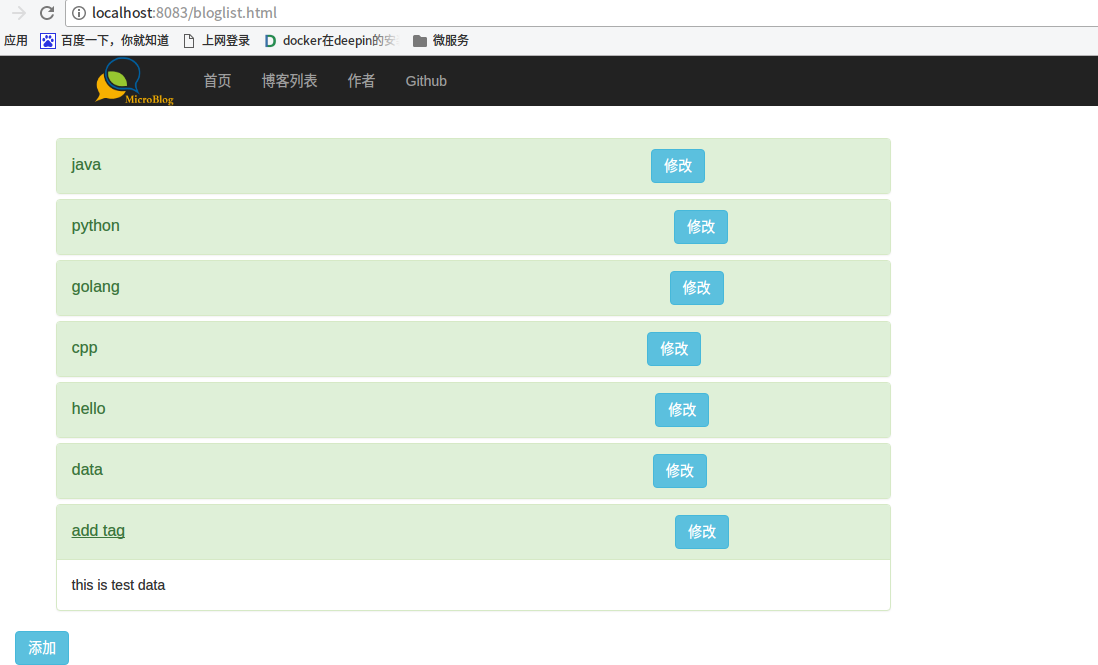 localhost:8083/bloglist.html
应用 百度一下，你就知道 上网登录 docker在deepin的安 微服务
MicroBlog 首页 博客列表 作者 Github
java 修改
python 修改
golang 修改
cpp 修改
hello 修改
data 修改
add tag 修改
this is test data
添加